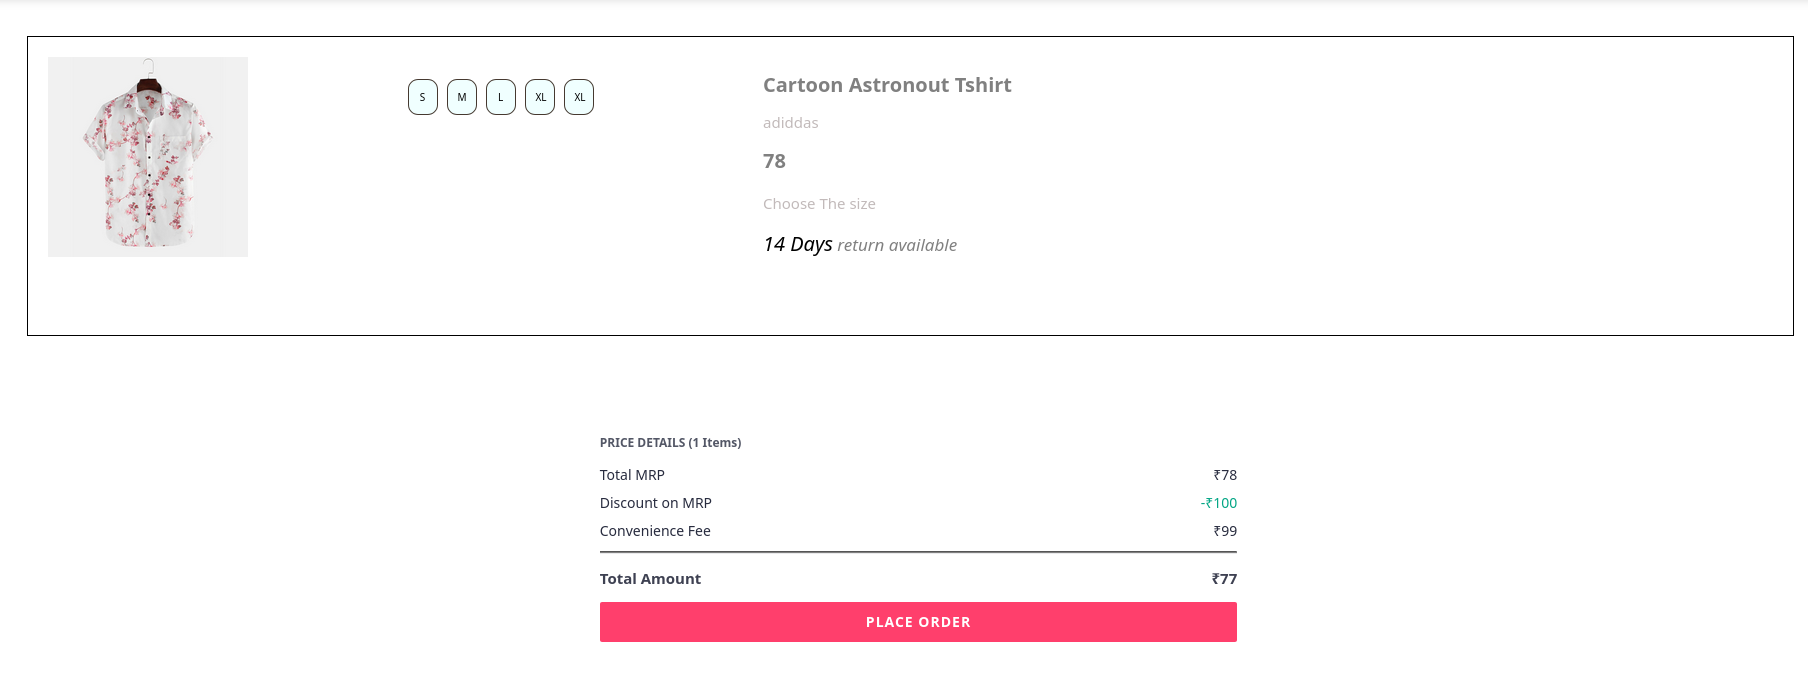 S M L XL XL
Cartoon Astronout Tshirt
adiddas
78
Choose The size
14 Days return available
PRICE DETAILS (1 Items)
Total MRP ₹78
Discount on MRP -₹100
Convenience Fee ₹99
Total Amount ₹77
PLACE ORDER